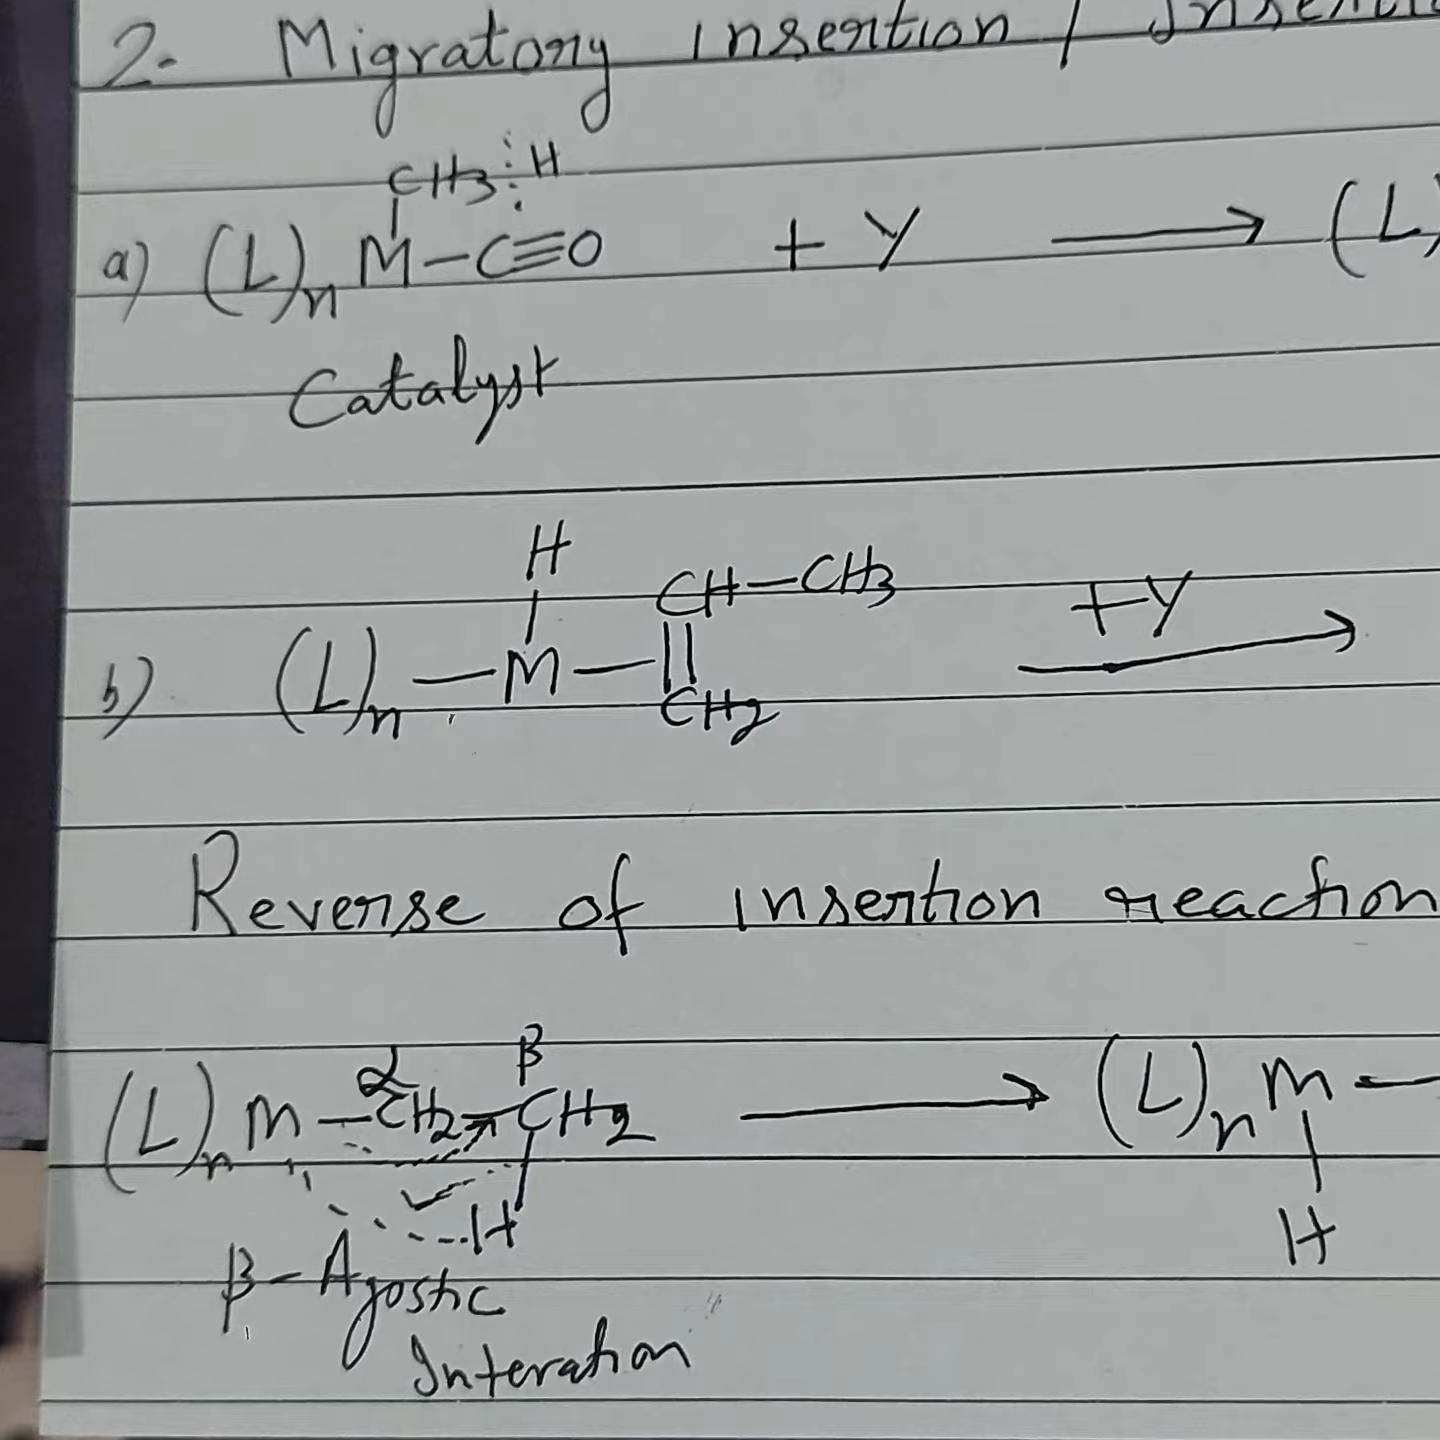 2. Migratory insertion /
CH3 ⋮ H
a) (L)n M–C≡O + Y ⟶ (L)
Catalyst
H
CH–CH3
b) (L)n – M – || +Y ⟶
CH2
Reverse of insertion reaction
α β
(L)n M – CH2 – CH2 ⟶ (L)n M –
H H
β – Agostic
Interation